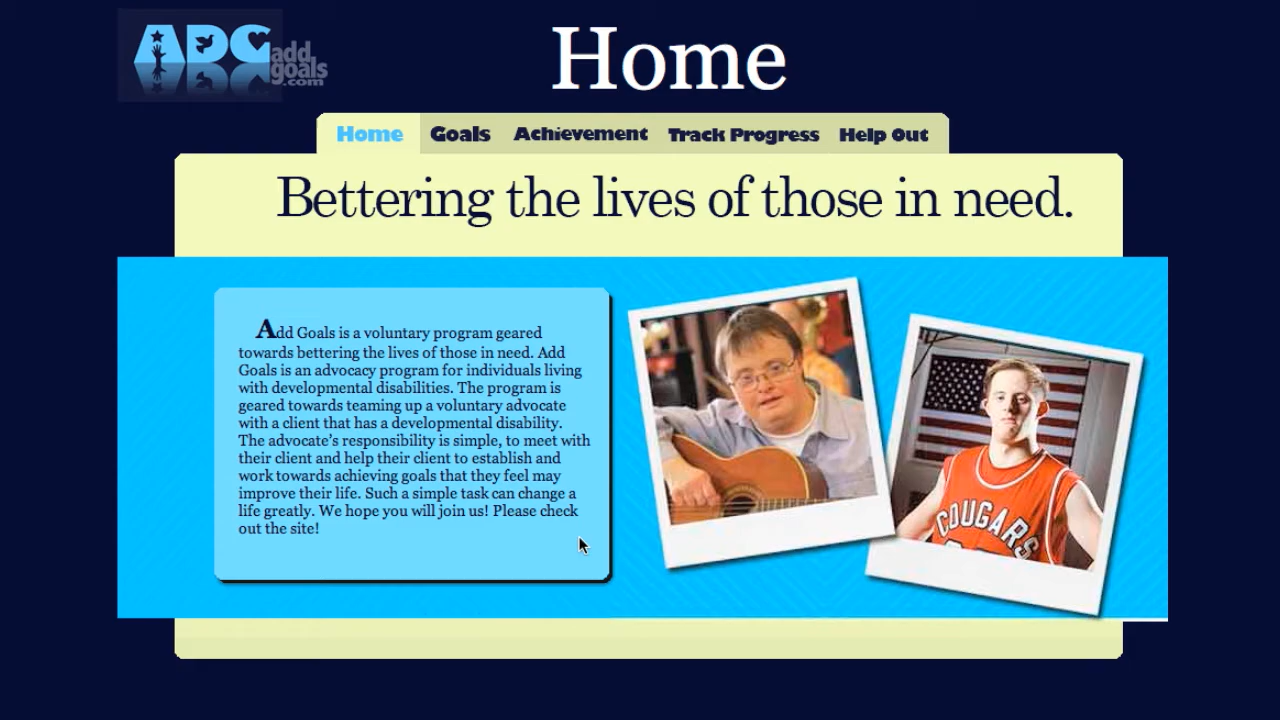 ADG
add
goals
.com
Home
Home Goals Achievement Track Progress Help Out
Bettering the lives of those in need.
Add Goals is a voluntary program geared
towards bettering the lives of those in need. Add
Goals is an advocacy program for individuals living
with developmental disabilities. The program is
geared towards teaming up a voluntary advocate
with a client that has a developmental disability.
The advocate's responsibility is simple, to meet with
their client and help their client to establish and
work towards achieving goals that they feel may
improve their life. Such a simple task can change a
life greatly. We hope you will join us! Please check
out the site!
COUGARS